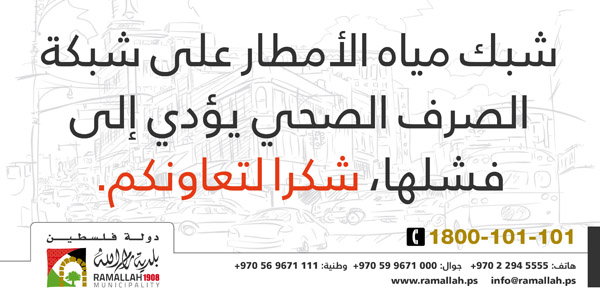 شبك مياه الأمطار على شبكة
الصرف الصحي يؤدي إلى
فشلها، شكرا لتعاونكم.
1800-101-101
دولة فلسطين
بلدية رام الله
RAMALLAH 1908
MUNICIPALITY
هاتف: 5555 294 2 970+ جوال: 000 9671 59 970+ وطنية: 111 9671 56 970+
www.ramallah.ps info@ramallah.ps